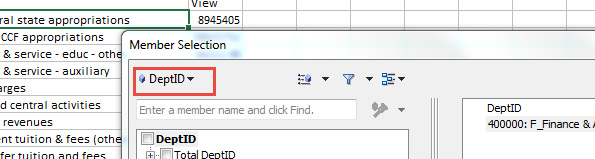 View
ral state appropriations 8945405
CCF appropriations
& service - educ - othe
& service - auxiliary
arges
d central activities
revenues
nt tuition & fees (othe
fer tuition and fees
Member Selection
DeptID
Enter a member name and click Find.
DeptID
Total DeptID
DeptID
400000: F_Finance & A